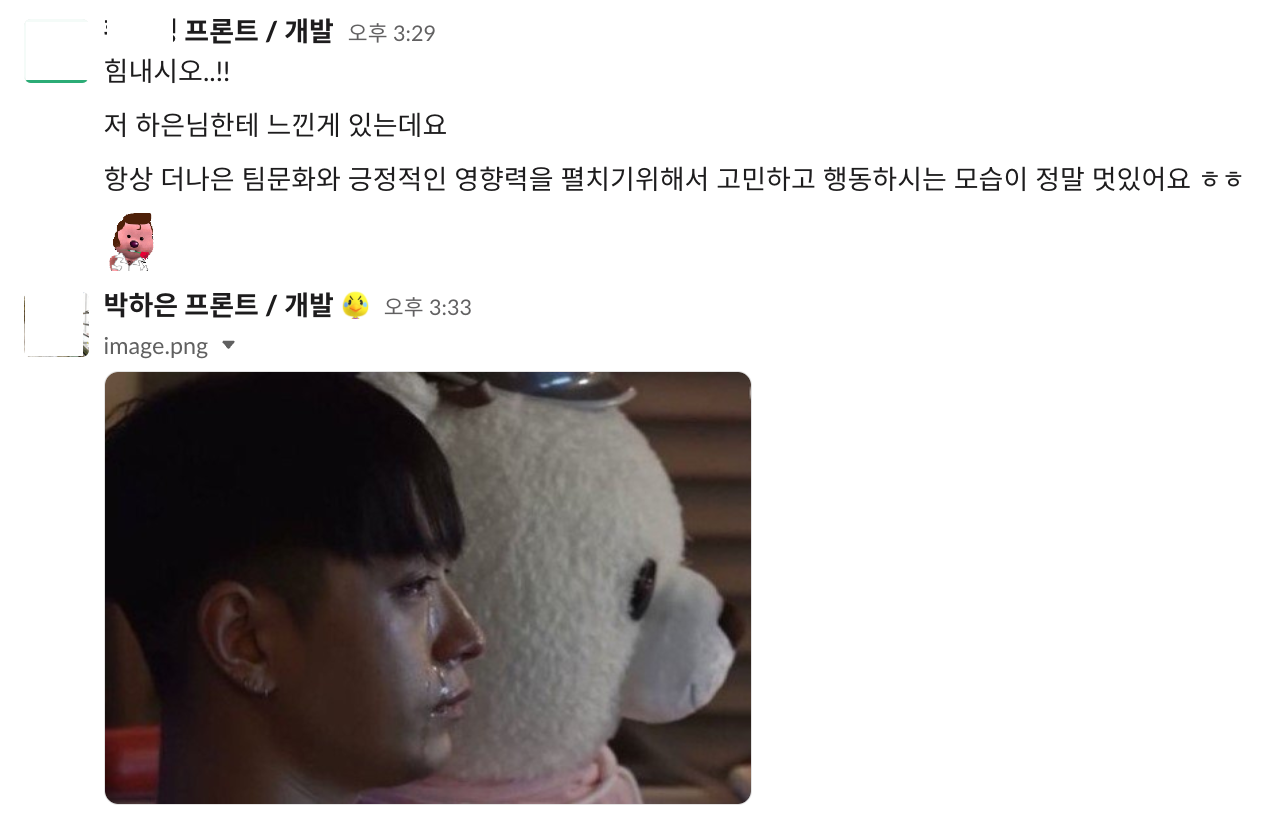 프론트 / 개발 오후 3:29
힘내시오..!!
저 하은님한테 느낀게 있는데요
항상 더나은 팀문화와 긍정적인 영향력을 펼치기위해서 고민하고 행동하시는 모습이 정말 멋있어요 ㅎㅎ
박하은 프론트 / 개발 오후 3:33
image.png